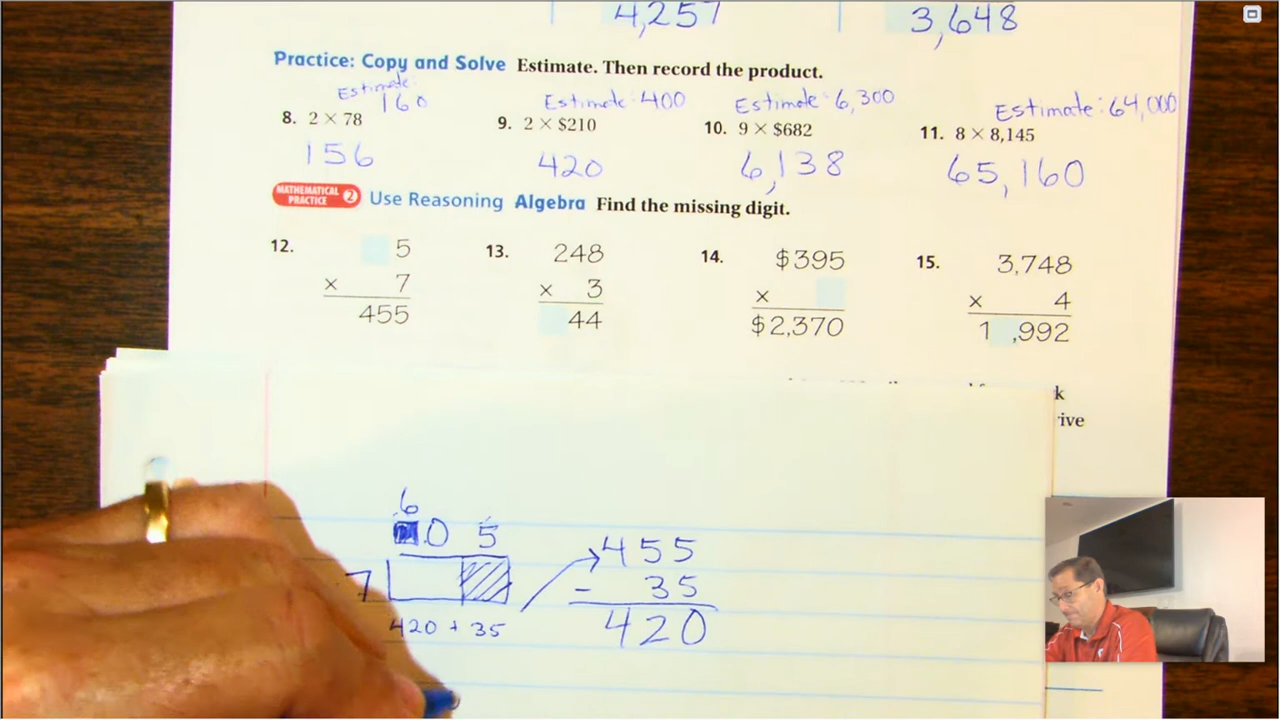 4,257 3,648
Practice: Copy and Solve Estimate. Then record the product.
Estimate: 160 Estimate: 400 Estimate: 6,300 Estimate: 64,000
8. 2 × 78 9. 2 × $210 10. 9 × $682 11. 8 × 8,145
156 420 6,138 65,160
MATHEMATICAL PRACTICE 2 Use Reasoning Algebra Find the missing digit.
12. 5 13. 248 14. $395 15. 3,748
× 7 × 3 × × 4
455 44 $2,370 1 ,992
k
ive
6
0 5 455
7 - 35
420 + 35 420